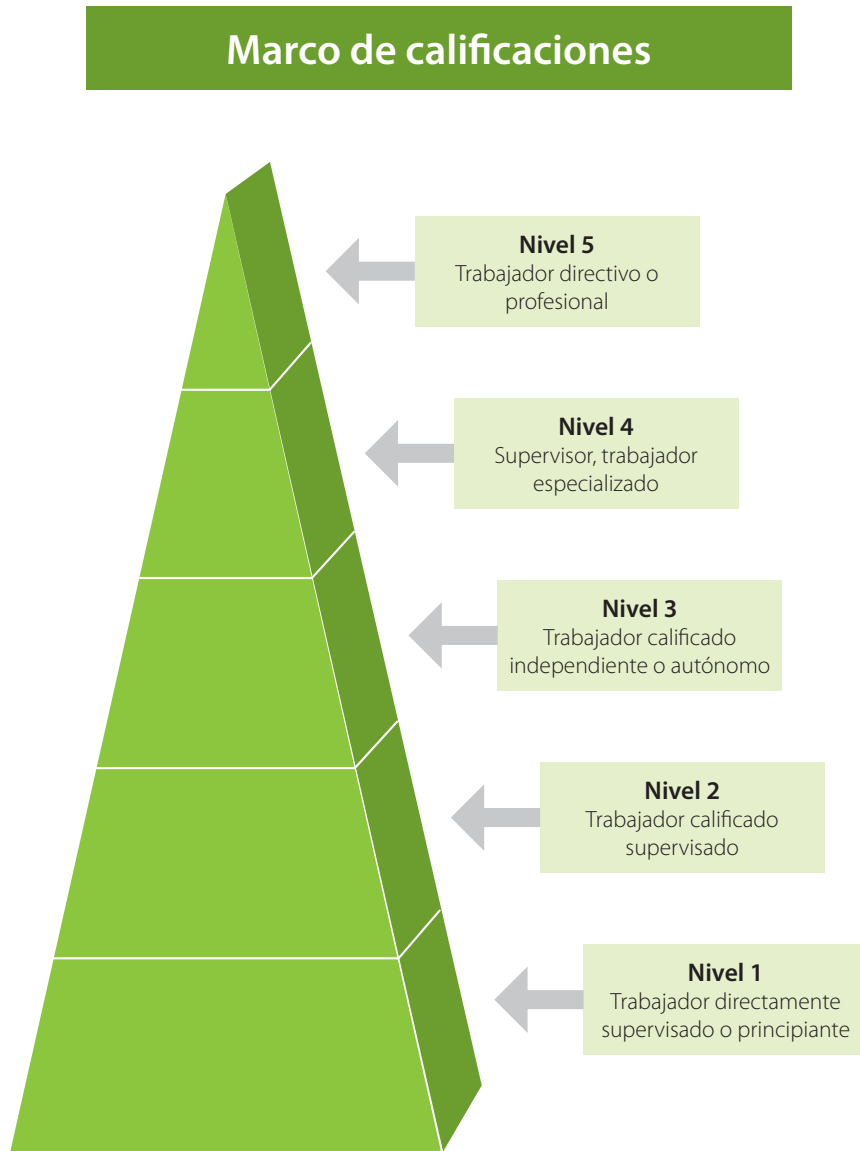 Marco de calificaciones
Nivel 5
Trabajador directivo o
profesional
Nivel 4
Supervisor, trabajador
especializado
Nivel 3
Trabajador calificado
independiente o autónomo
Nivel 2
Trabajador calificado
supervisado
Nivel 1
Trabajador directamente
supervisado o principiante